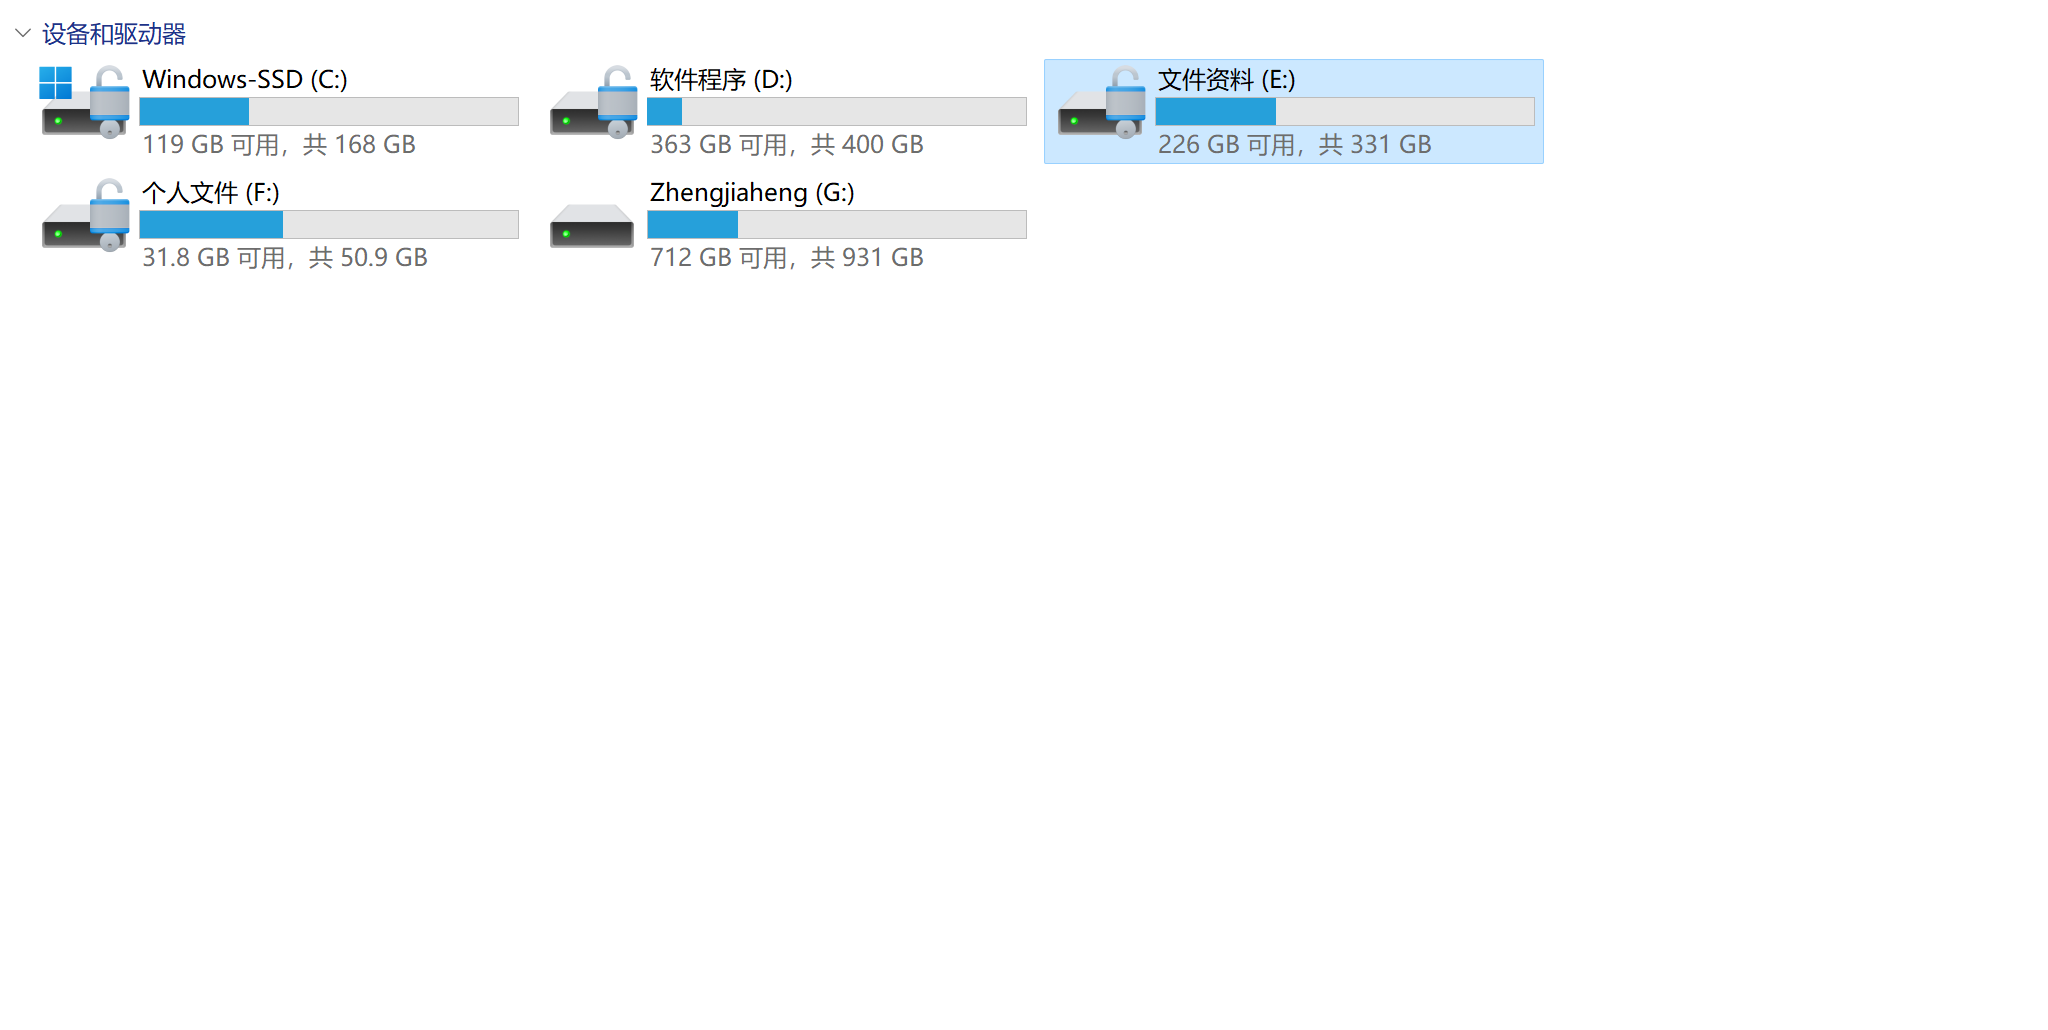 设备和驱动器
Windows-SSD (C:)
119 GB 可用，共 168 GB
软件程序 (D:)
363 GB 可用，共 400 GB
文件资料 (E:)
226 GB 可用，共 331 GB
个人文件 (F:)
31.8 GB 可用，共 50.9 GB
Zhengjiaheng (G:)
712 GB 可用，共 931 GB